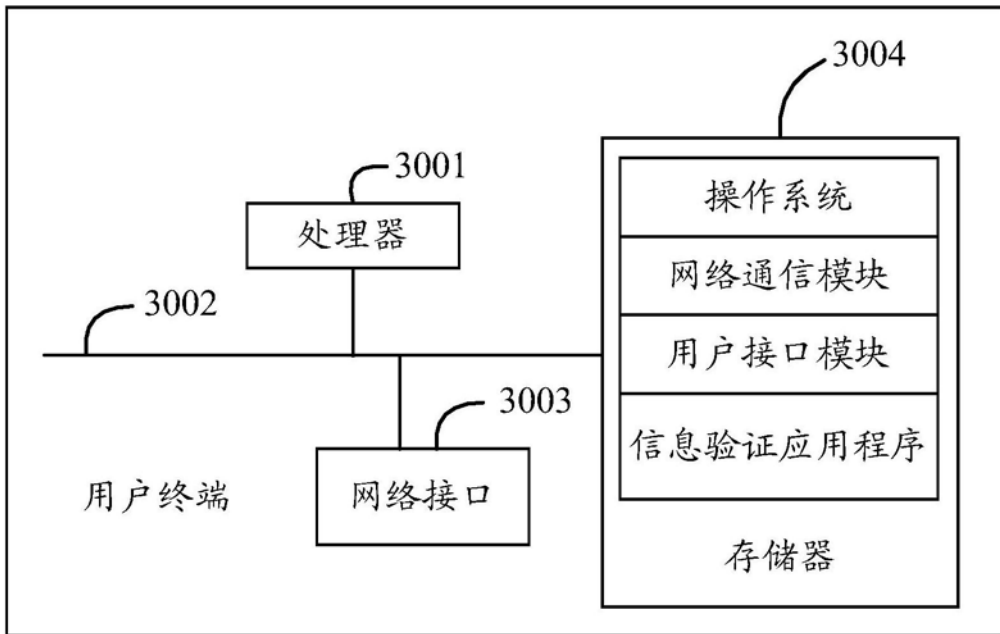 3004
3001
操作系统
处理器
网络通信模块
3002
用户接口模块
3003
信息验证应用程序
用户终端
网络接口
存储器